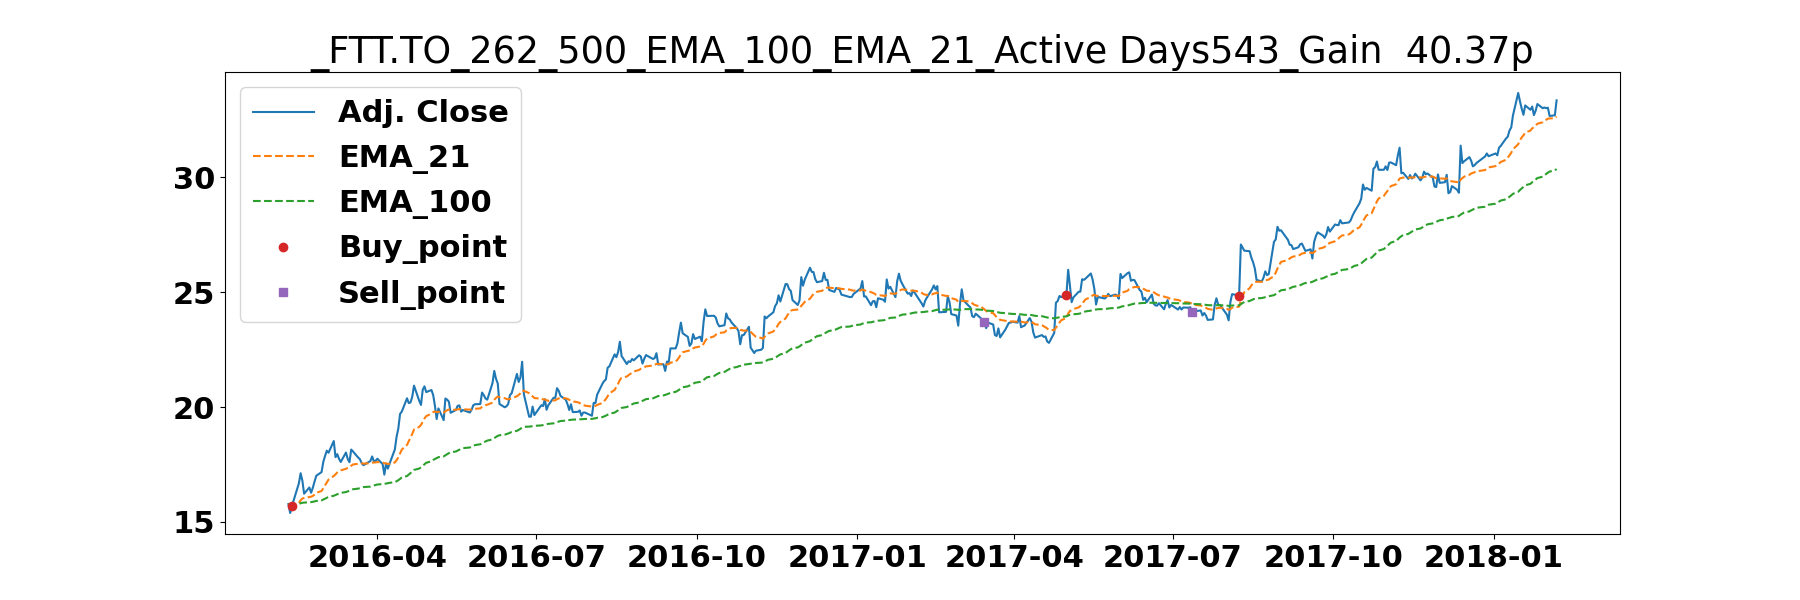 _FTT.TO_262_500_EMA_100_EMA_21_Active Days543_Gain  40.37p
Adj. Close
EMA_21
EMA_100
Buy_point
Sell_point
30
25
20
15
2016-04 2016-07 2016-10 2017-01 2017-04 2017-07 2017-10 2018-01